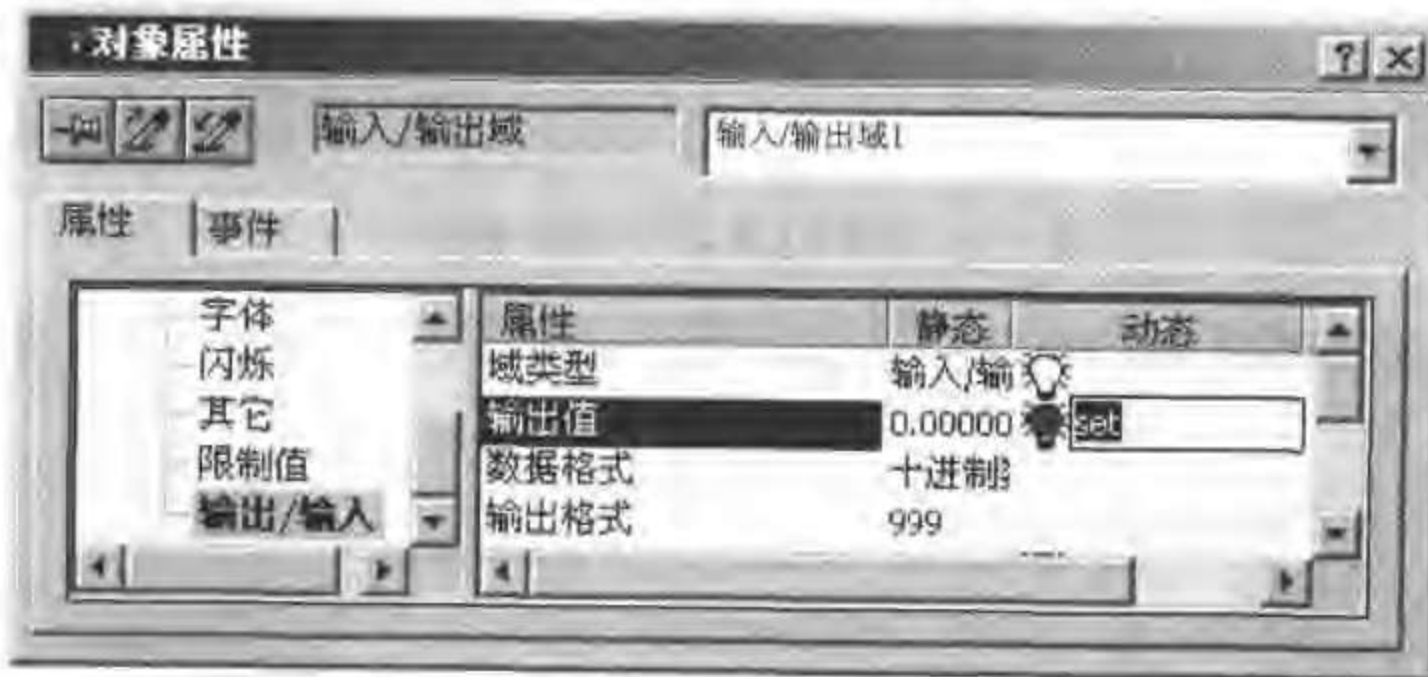 对象属性
输入/输出域 输入/输出域1
属性 事件
字体
闪烁
其它
限制值
输出/输入
属性 静态 动态
域类型 输入/输
输出值 0.00000 set
数据格式 十进制
输出格式 999